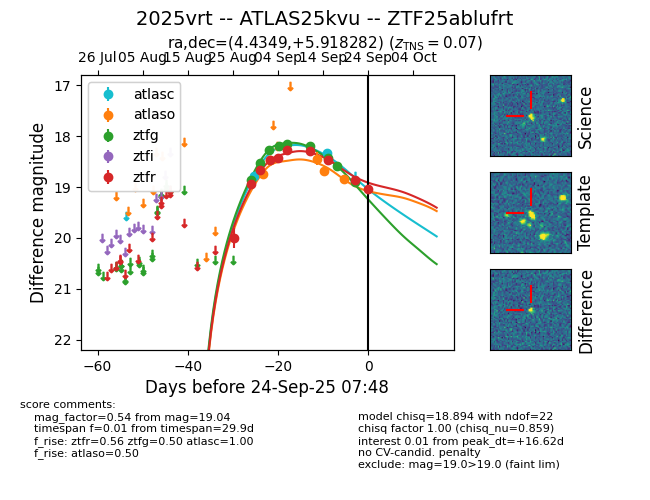 2025vrt -- ATLAS25kvu -- ZTF25ablufrt
ra,dec=(4.4349,+5.918282) (z_TNS = 0.07)
26 Jul 05 Aug 15 Aug 25 Aug 04 Sep 14 Sep 24 Sep 04 Oct
17
18
19
20
21
22
Difference magnitude
atlasc
atlaso
ztfg
ztfi
ztfr
−60 −40 −20 0
Days before 24-Sep-25 07:48
Science
Template
Difference
score comments:
mag_factor=0.54 from mag=19.04
timespan f=0.01 from timespan=29.9d
f_rise: ztfr=0.56 ztfg=0.50 atlasc=1.00
f_rise: atlaso=0.50
model chisq=18.894 with ndof=22
chisq factor 1.00 (chisq_nu=0.859)
interest 0.01 from peak_dt=+16.62d
no CV-candid. penalty
exclude: mag=19.0>19.0 (faint lim)